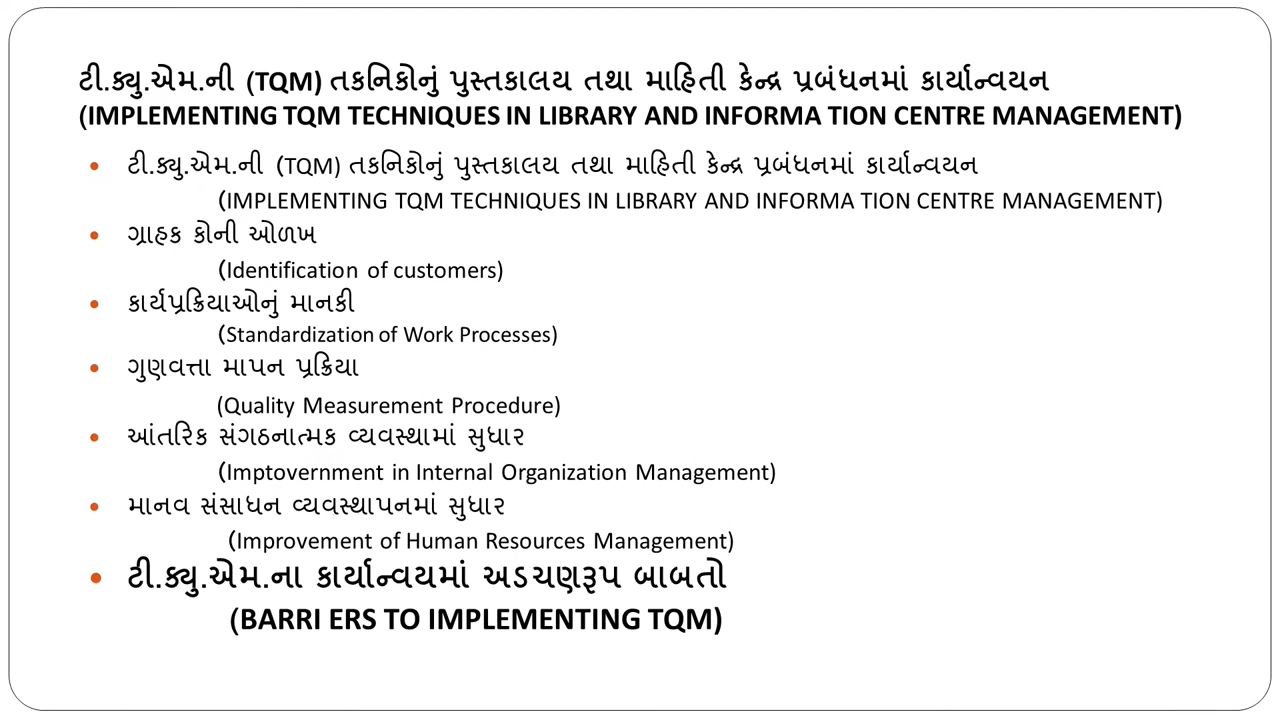 ટી.ક્યુ.એમ.ની (TQM) તકનિકોનું પુસ્તકાલય તથા માહિતી કેન્દ્ર પ્રબંધનમાં કાર્યાન્વયન
(IMPLEMENTING TQM TECHNIQUES IN LIBRARY AND INFORMA TION CENTRE MANAGEMENT)
• ટી.ક્યુ.એમ.ની (TQM) તકનિકોનું પુસ્તકાલય તથા માહિતી કેન્દ્ર પ્રબંધનમાં કાર્યાન્વયન
(IMPLEMENTING TQM TECHNIQUES IN LIBRARY AND INFORMA TION CENTRE MANAGEMENT)
• ગ્રાહક કોની ઓળખ
(Identification of customers)
• કાર્યપ્રક્રિયાઓનું માનકી
(Standardization of Work Processes)
• ગુણવત્તા માપન પ્રક્રિયા
(Quality Measurement Procedure)
• આંતરિક સંગઠનાત્મક વ્યવસ્થામાં સુધાર
(Imptovernment in Internal Organization Management)
• માનવ સંસાધન વ્યવસ્થાપનમાં સુધાર
(Improvement of Human Resources Management)
• ટી.ક્યુ.એમ.ના કાર્યાન્વયમાં અડચણરૂપ બાબતો
(BARRI ERS TO IMPLEMENTING TQM)